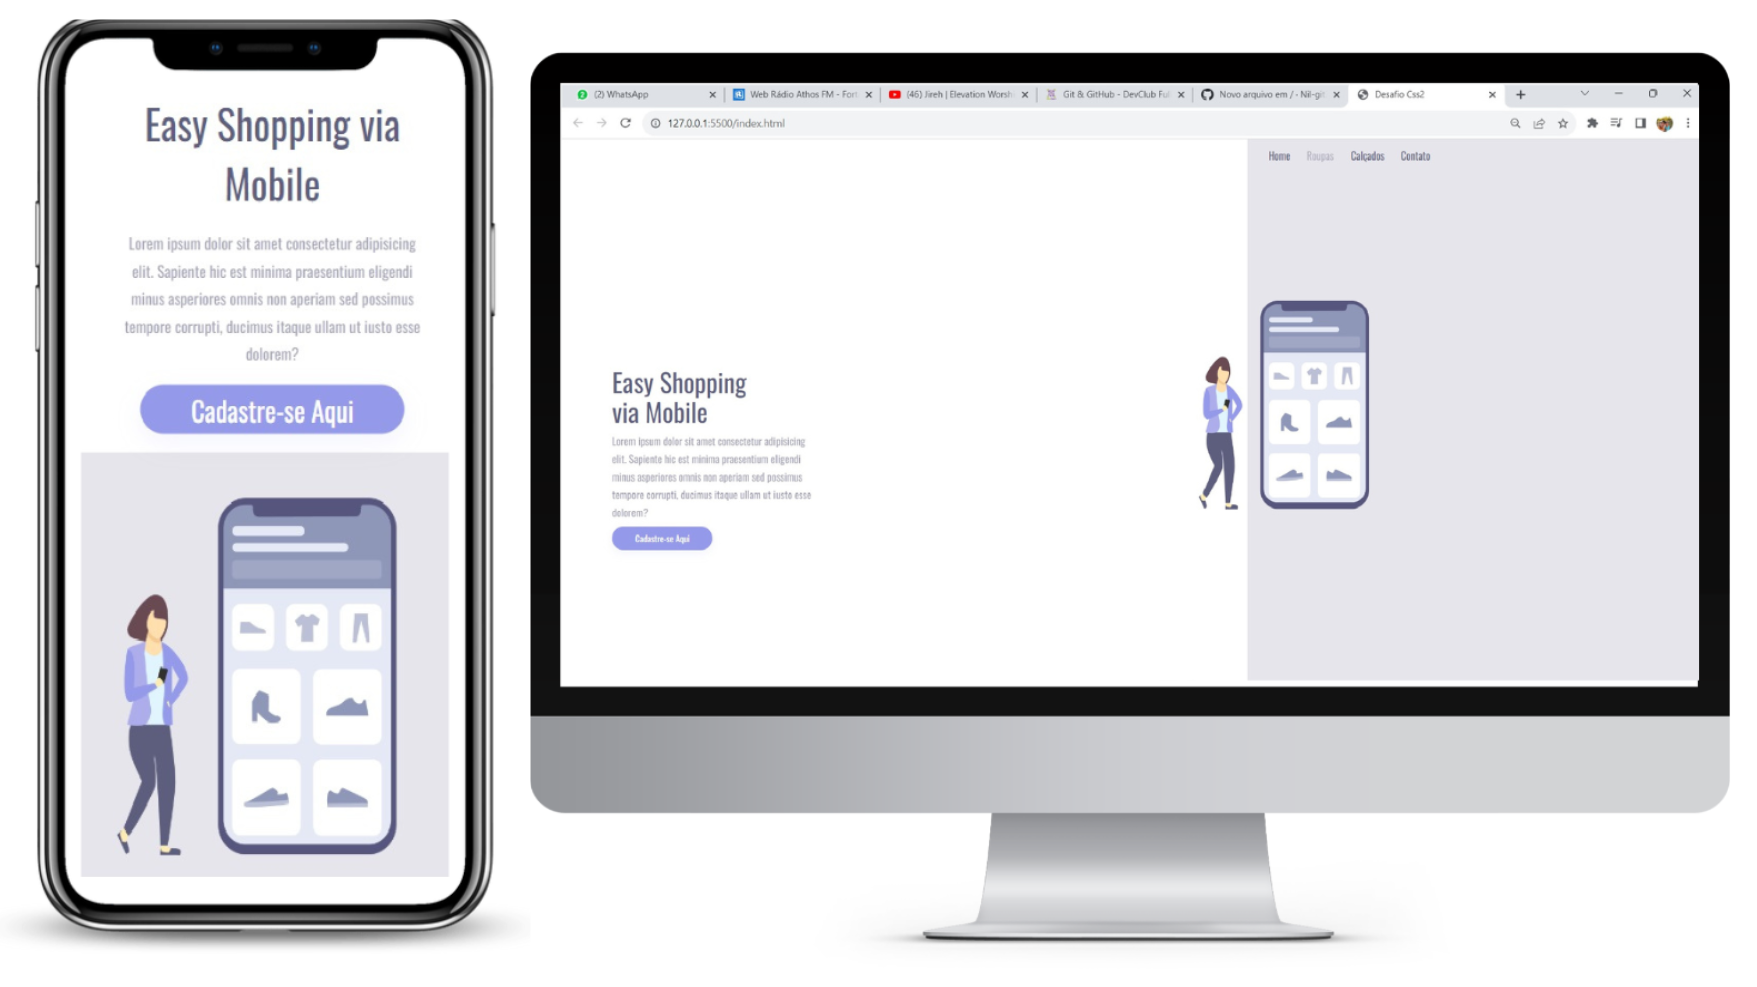 Easy Shopping via
Mobile
Lorem ipsum dolor sit amet consectetur adipisicing
elit. Sapiente hic est minima praesentium eligendi
minus asperiores omnis non aperiam sed possimus
tempore corrupti, ducimus itaque ullam ut iusto esse
dolorem?
Cadastre-se Aqui
(2) WhatsApp
Web Rádio Athos FM - Fort
(46) Jireh | Elevation Worsh
Git & GitHub - DevClub Ful
Novo arquivo em / - Nil-git
Desafio Css2
127.0.0.1:5500/index.html
Home Roupas Calçados Contato
Easy Shopping
via Mobile
Lorem ipsum dolor sit amet consectetur adipisicing
elit. Sapiente hic est minima praesentium eligendi
minus asperiores omnis non aperiam sed possimus
tempore corrupti, ducimus itaque ullam ut iusto esse
dolorem?
Cadastre-se Aqui